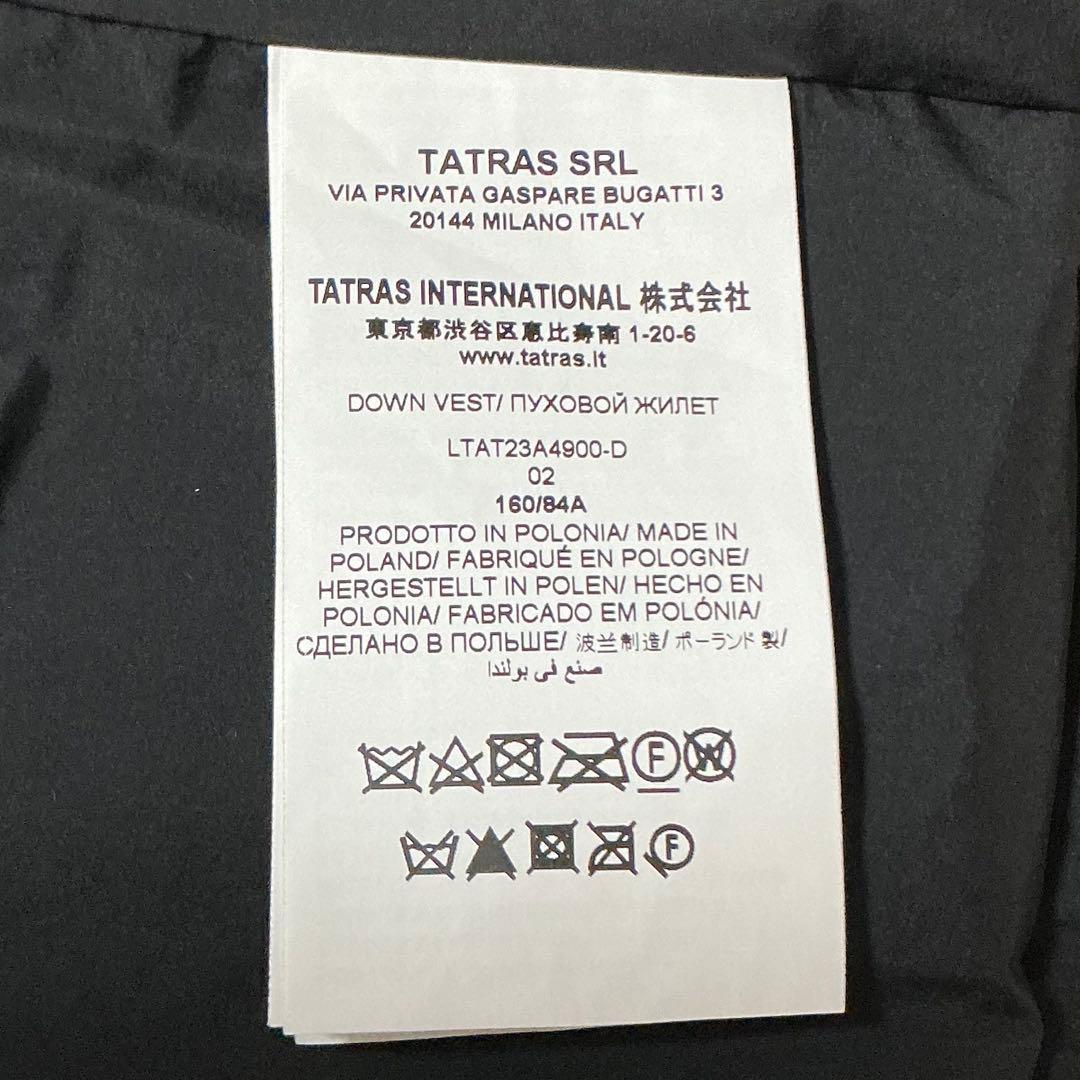 TATRAS SRL
VIA PRIVATA GASPARE BUGATTI 3
20144 MILANO ITALY
TATRAS INTERNATIONAL 株式会社
東京都渋谷区恵比寿南 1-20-6
www.tatras.it
DOWN VEST/ ПУХОВОЙ ЖИЛЕТ
LTAT23A4900-D
02
160/84A
PRODOTTO IN POLONIA/ MADE IN
POLAND/ FABRIQUÉ EN POLOGNE/
HERGESTELLT IN POLEN/ HECHO EN
POLONIA/ FABRICADO EM POLÓNIA/
СДЕЛАНО В ПОЛЬШЕ/ 波兰制造/ ポーランド製/
صنع في بولندا
F W
F